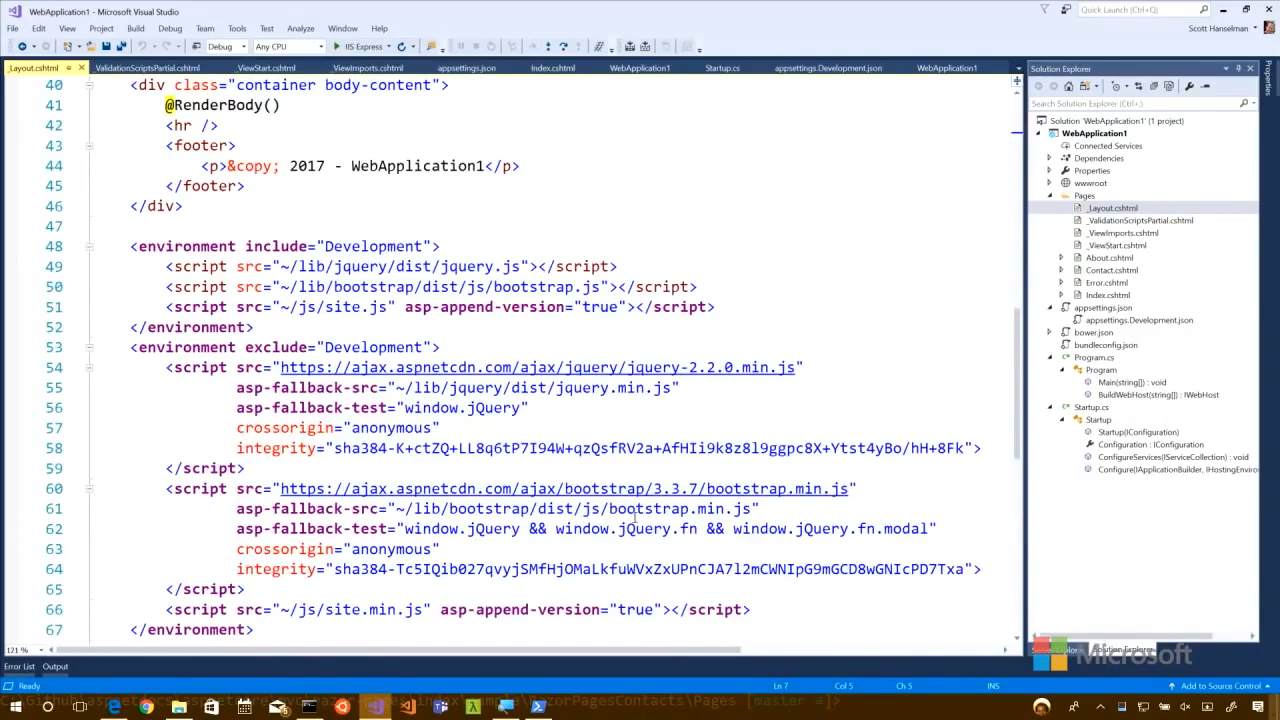 WebApplication1 - Microsoft Visual Studio
Quick Launch (Ctrl+Q)
File Edit View Project Build Debug Team Tools Test Analyze Window Help
Scott Hanselman
Debug Any CPU IIS Express
_Layout.cshtml _ValidationScriptsPartial.cshtml _ViewStart.cshtml _ViewImports.cshtml appsettings.json Index.cshtml WebApplication1 Startup.cs appsettings.Development.json WebApplication1
40 <div class="container body-content">
41 @RenderBody()
42 <hr />
43 <footer>
44 <p>&copy; 2017 - WebApplication1</p>
45 </footer>
46 </div>
47
48 <environment include="Development">
49 <script src="~/lib/jquery/dist/jquery.js"></script>
50 <script src="~/lib/bootstrap/dist/js/bootstrap.js"></script>
51 <script src="~/js/site.js" asp-append-version="true"></script>
52 </environment>
53 <environment exclude="Development">
54 <script src="https://ajax.aspnetcdn.com/ajax/jquery/jquery-2.2.0.min.js"
55 asp-fallback-src="~/lib/jquery/dist/jquery.min.js"
56 asp-fallback-test="window.jQuery"
57 crossorigin="anonymous"
58 integrity="sha384-K+ctZQ+LL8q6tP7I94W+qzQsfRV2a+AfHIi9k8z8l9ggpc8X+Ytst4yBo/hH+8Fk">
59 </script>
60 <script src="https://ajax.aspnetcdn.com/ajax/bootstrap/3.3.7/bootstrap.min.js"
61 asp-fallback-src="~/lib/bootstrap/dist/js/bootstrap.min.js"
62 asp-fallback-test="window.jQuery && window.jQuery.fn && window.jQuery.fn.modal"
63 crossorigin="anonymous"
64 integrity="sha384-Tc5IQib027qvyjSMfHjOMaLkfuWVxZxUPnCJA7l2mCWNIpG9mGCD8wGNIcPD7Txa">
65 </script>
66 <script src="~/js/site.min.js" asp-append-version="true"></script>
67 </environment>
Solution Explorer
Search Solution Explorer (Ctrl+;)
Solution 'WebApplication1' (1 project)
WebApplication1
Connected Services
Dependencies
Properties
wwwroot
Pages
_Layout.cshtml
_ValidationScriptsPartial.cshtml
_ViewImports.cshtml
_ViewStart.cshtml
About.cshtml
Contact.cshtml
Error.cshtml
Index.cshtml
appsettings.json
appsettings.Development.json
bower.json
bundleconfig.json
Program.cs
Program
Main(string[]) : void
BuildWebHost(string[]) : IWebHost
Startup.cs
Startup
Startup(IConfiguration)
Configuration : IConfiguration
ConfigureServices(IServiceCollection) : void
Configure(IApplicationBuilder, IHostingEnviro
Properties
Solution Explorer
Microsoft
121 %
Error List Output
Ready Ln 7 Col 5 Ch 5 INS Add to Source Control
RazorPagesContacts\Pages [master